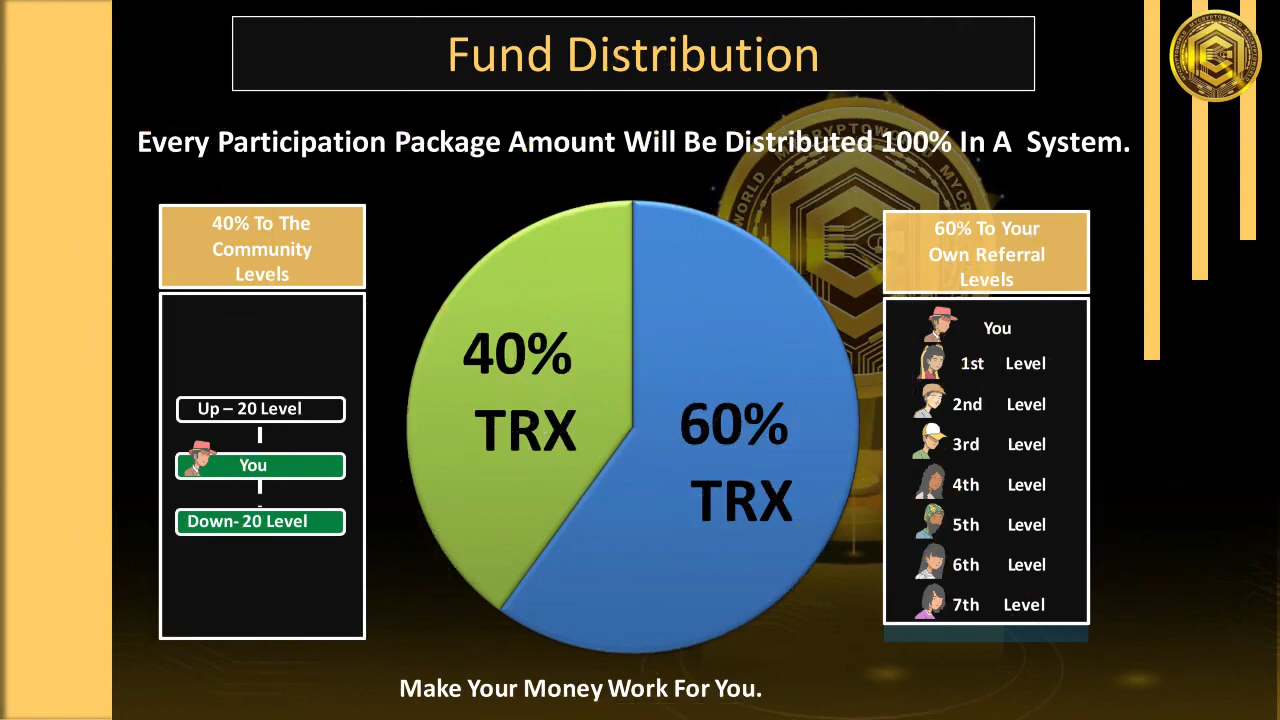 Fund Distribution
Every Participation Package Amount Will Be Distributed 100% In A System.
40% To The
Community
Levels
Up – 20 Level
You
Down- 20 Level
40%
TRX
60%
TRX
60% To Your
Own Referral
Levels
You
1st Level
2nd Level
3rd Level
4th Level
5th Level
6th Level
7th Level
Make Your Money Work For You.
MYCRYPTOWORLD